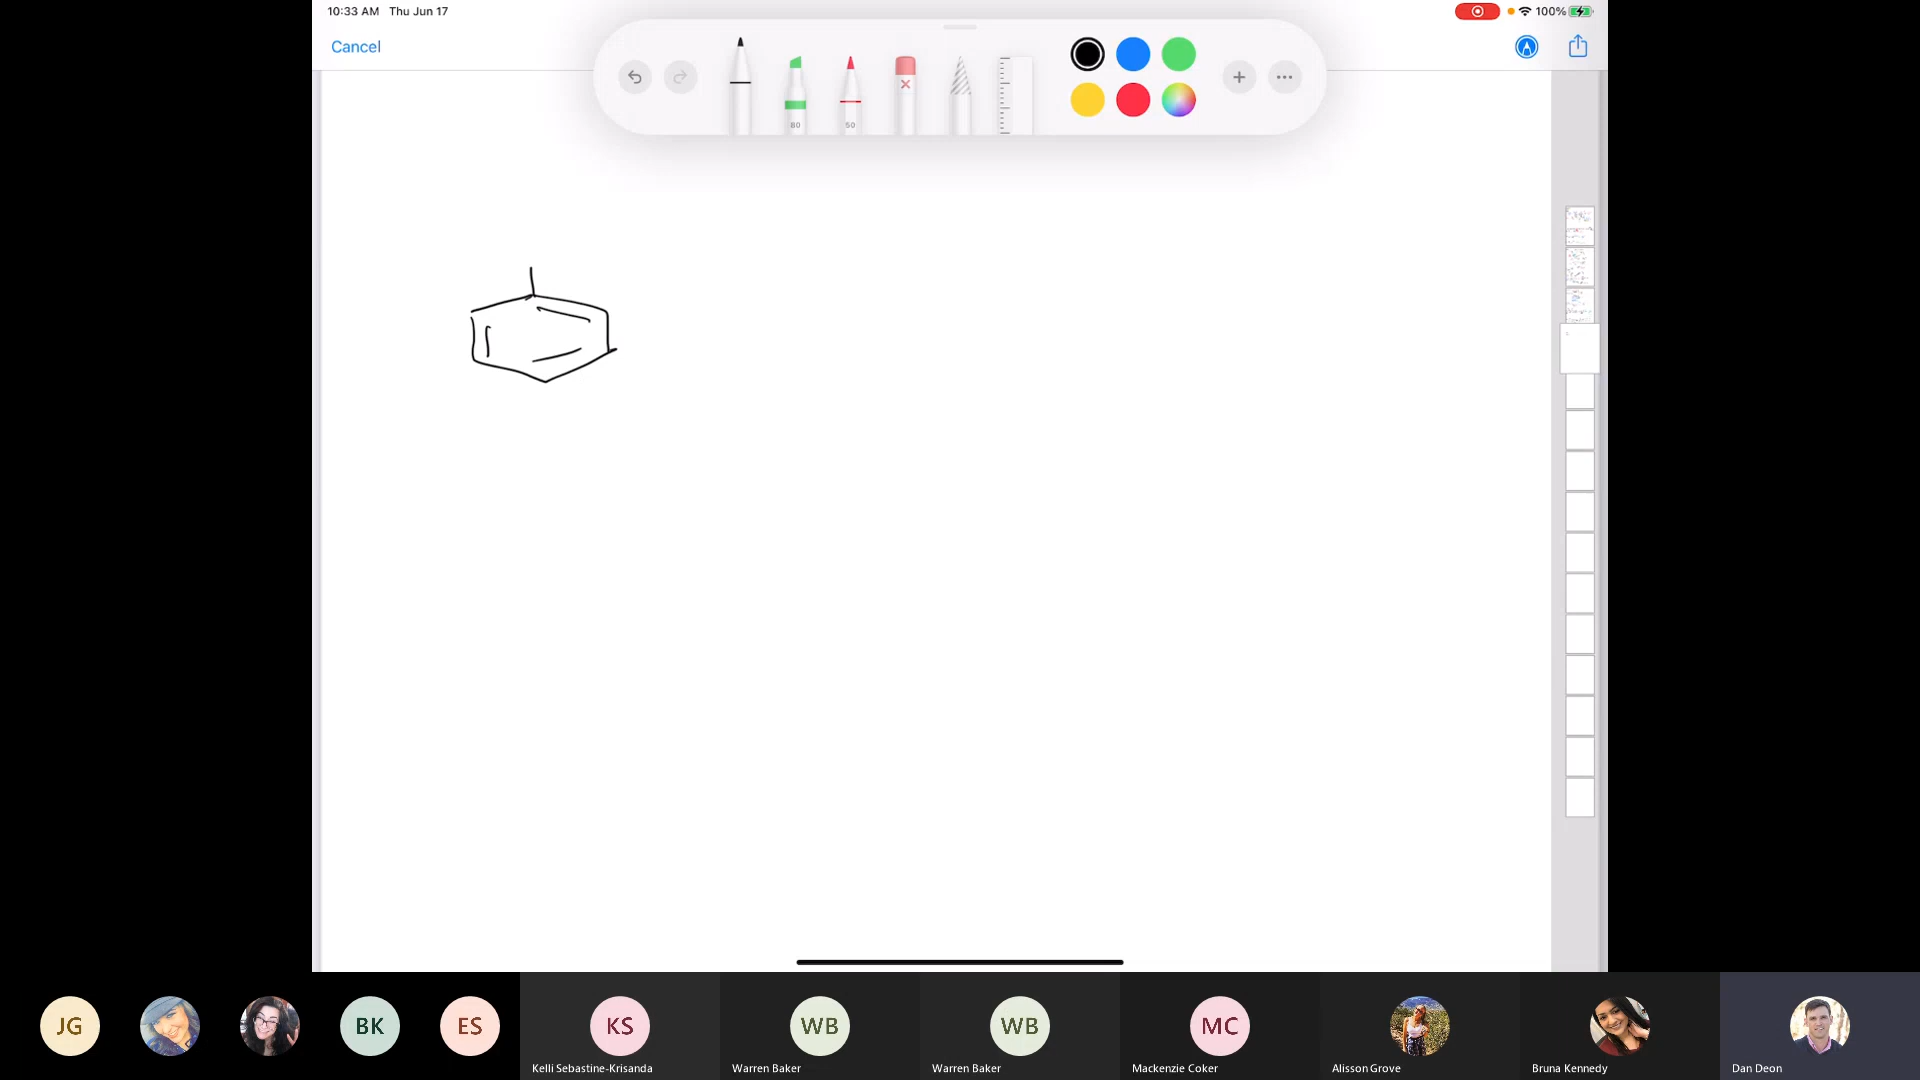 10:33 AM Thu Jun 17
100%
Cancel
80
50
JG
BK
ES
KS
WB
WB
MC
Kelli Sebastine-Krisanda
Warren Baker
Warren Baker
Mackenzie Coker
Alisson Grove
Bruna Kennedy
Dan Deon